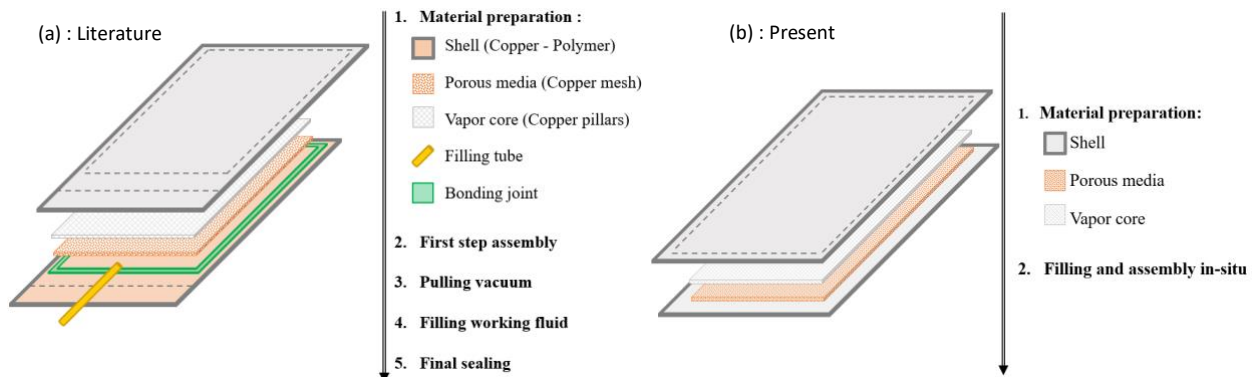 (a) : Literature
1. Material preparation :
Shell (Copper - Polymer)
Porous media (Copper mesh)
Vapor core (Copper pillars)
Filling tube
Bonding joint
2. First step assembly
3. Pulling vacuum
4. Filling working fluid
5. Final sealing
(b) : Present
1. Material preparation:
Shell
Porous media
Vapor core
2. Filling and assembly in-situ